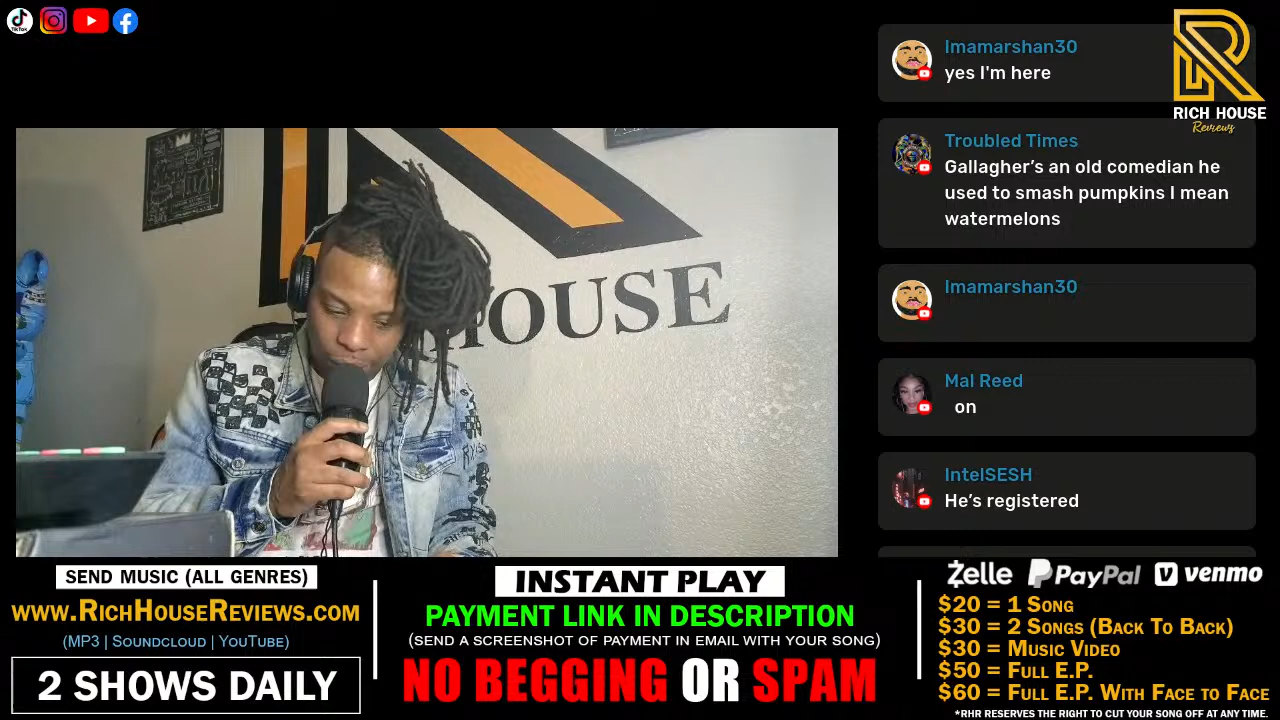 TikTok
Imamarshan30
yes I'm here
RICH HOUSE
Reviews
Troubled Times
Gallagher’s an old comedian he
used to smash pumpkins I mean
watermelons
HOUSE
Imamarshan30
Mal Reed
on
IntelSESH
He’s registered
SEND MUSIC (ALL GENRES)
WWW.RICHHOUSEREVIEWS.COM
(MP3 | SOUNDCLOUD | YOUTUBE)
2 SHOWS DAILY
INSTANT PLAY
PAYMENT LINK IN DESCRIPTION
(SEND A SCREENSHOT OF PAYMENT IN EMAIL WITH YOUR SONG)
NO BEGGING OR SPAM
Zelle PayPal venmo
$20 = 1 SONG
$30 = 2 SONGS (BACK TO BACK)
$30 = MUSIC VIDEO
$50 = FULL E.P.
$60 = FULL E.P. WITH FACE TO FACE
*RHR RESERVES THE RIGHT TO CUT YOUR SONG OFF AT ANY TIME.